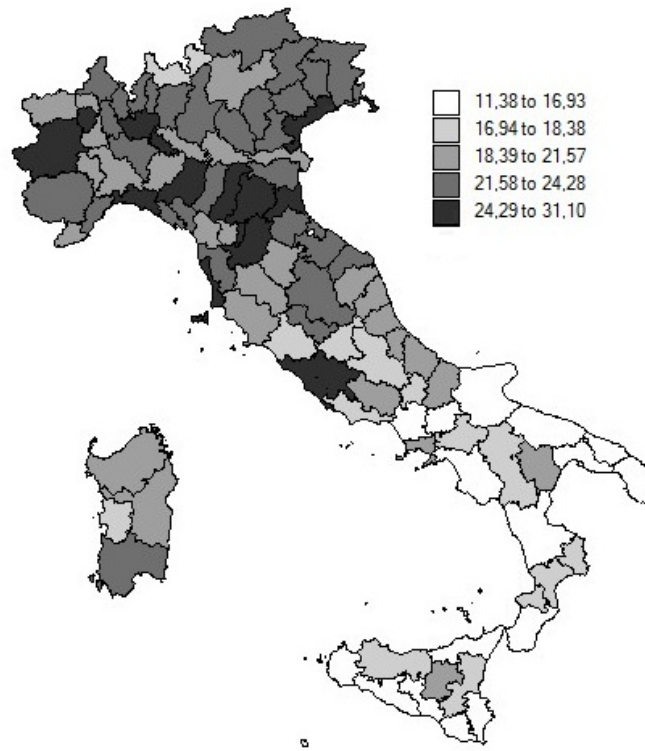 11,38 to 16,93
16,94 to 18,38
18,39 to 21,57
21,58 to 24,28
24,29 to 31,10